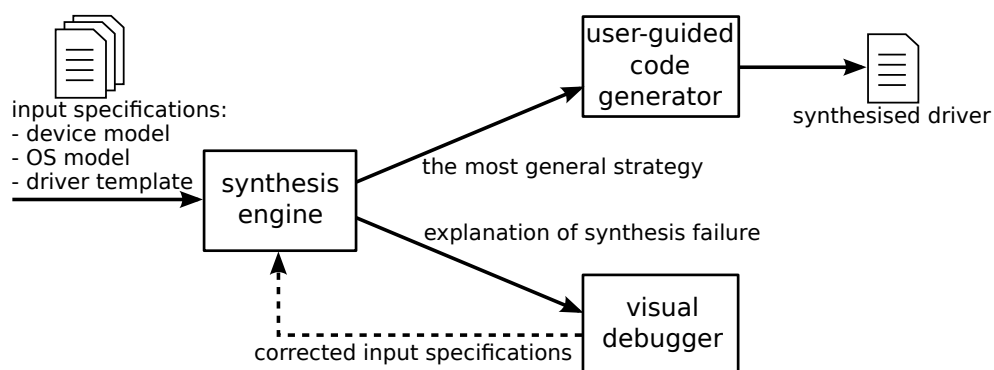 input specifications:
- device model
- OS model
- driver template
synthesis
engine
user-guided
code
generator
synthesised driver
the most general strategy
explanation of synthesis failure
visual
debugger
corrected input specifications